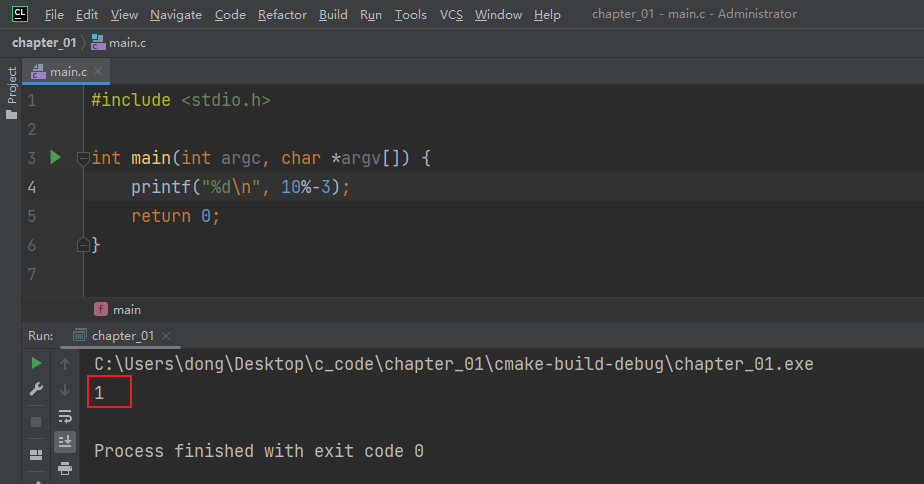 CL File Edit View Navigate Code Refactor Build Run Tools VCS Window Help chapter_01 - main.c - Administrator
chapter_01 main.c
Project
main.c
1 #include <stdio.h>
2
3 int main(int argc, char *argv[]) {
4 printf("%d\n", 10%-3);
5 return 0;
6 }
7
f main
Run: chapter_01
C:\Users\dong\Desktop\c_code\chapter_01\cmake-build-debug\chapter_01.exe
1
Process finished with exit code 0